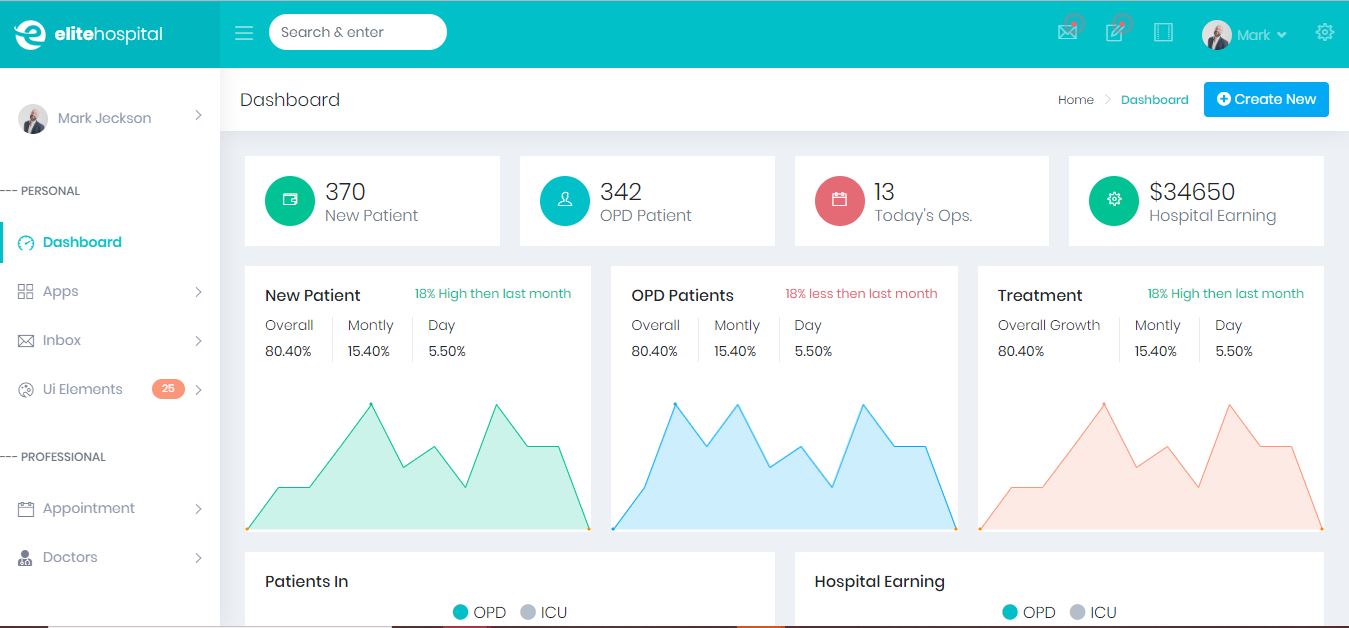 elitehospital
Search & enter
Mark
Mark Jeckson
--- PERSONAL
Dashboard
Apps
Inbox
Ui Elements 25
--- PROFESSIONAL
Appointment
Doctors
Dashboard
Home Dashboard Create New
370
New Patient
342
OPD Patient
13
Today's Ops.
$34650
Hospital Earning
New Patient 18% High then last month
Overall Montly Day
80.40% 15.40% 5.50%
OPD Patients 18% less then last month
Overall Montly Day
80.40% 15.40% 5.50%
Treatment 18% High then last month
Overall Growth Montly Day
80.40% 15.40% 5.50%
Patients In
OPD ICU
Hospital Earning
OPD ICU